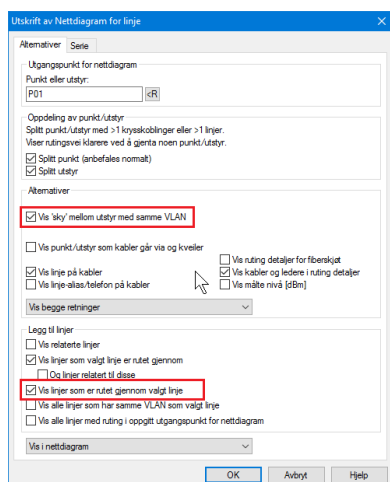 Utskrift av Nettdiagram for linje
Alternativer Serie
Utgangspunkt for nettdiagram
Punkt eller utstyr:
P01 <R
Oppdeling av punkt/utstyr
Splitt punkt/utstyr med >1 krysskoblinger eller >1 linjer.
Viser rutingsvei klarere ved å gjenta noen punkt/utstyr.
Splitt punkt (anbefales normalt)
Splitt utstyr
Alternativer
Vis 'sky' mellom utstyr med samme VLAN
Vis punkt/utstyr som kabler går via og kveiler
Vis ruting detaljer for fiberskjøt
Vis linje på kabler Vis kabler og ledere i ruting detaljer
Vis linje-alias/telefon på kabler Vis målte nivå [dBm]
Vis begge retninger
Legg til linjer
Vis relaterte linjer
Vis linjer som valgt linje er rutet gjennom
Og linjer relatert til disse
Vis linjer som er rutet gjennom valgt linje
Vis alle linjer som har samme VLAN som valgt linje
Vis alle linjer med ruting i oppgitt utgangspunkt for nettdiagram
Vis i nettdiagram
OK Avbryt Hjelp